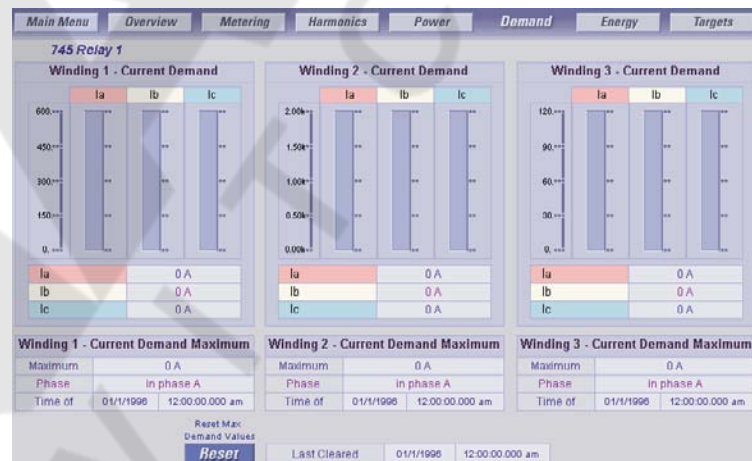 Main Menu Overview Metering Harmonics Power Demand Energy Targets
745 Relay 1
Winding 1 - Current Demand Winding 2 - Current Demand Winding 3 - Current Demand
Ia Ib Ic Ia Ib Ic Ia Ib Ic
600. 2.00k 120.
450. 1.50k 90.
300. 1.00k 60.
150. 0.50k 30.
0. 0.00k 0.
Ia 0 A Ia 0 A Ia 0 A
Ib 0 A Ib 0 A Ib 0 A
Ic 0 A Ic 0 A Ic 0 A
Winding 1 - Current Demand Maximum Winding 2 - Current Demand Maximum Winding 3 - Current Demand Maximum
Maximum 0 A Maximum 0 A Maximum 0 A
Phase in phase A Phase in phase A Phase in phase A
Time of 01/1/1996 12:00:00.000 am Time of 01/1/1996 12:00:00.000 am Time of 01/1/1996 12:00:00.000 am
Reset Max
Demand Values
Reset Last Cleared 01/1/1996 12:00:00.000 am